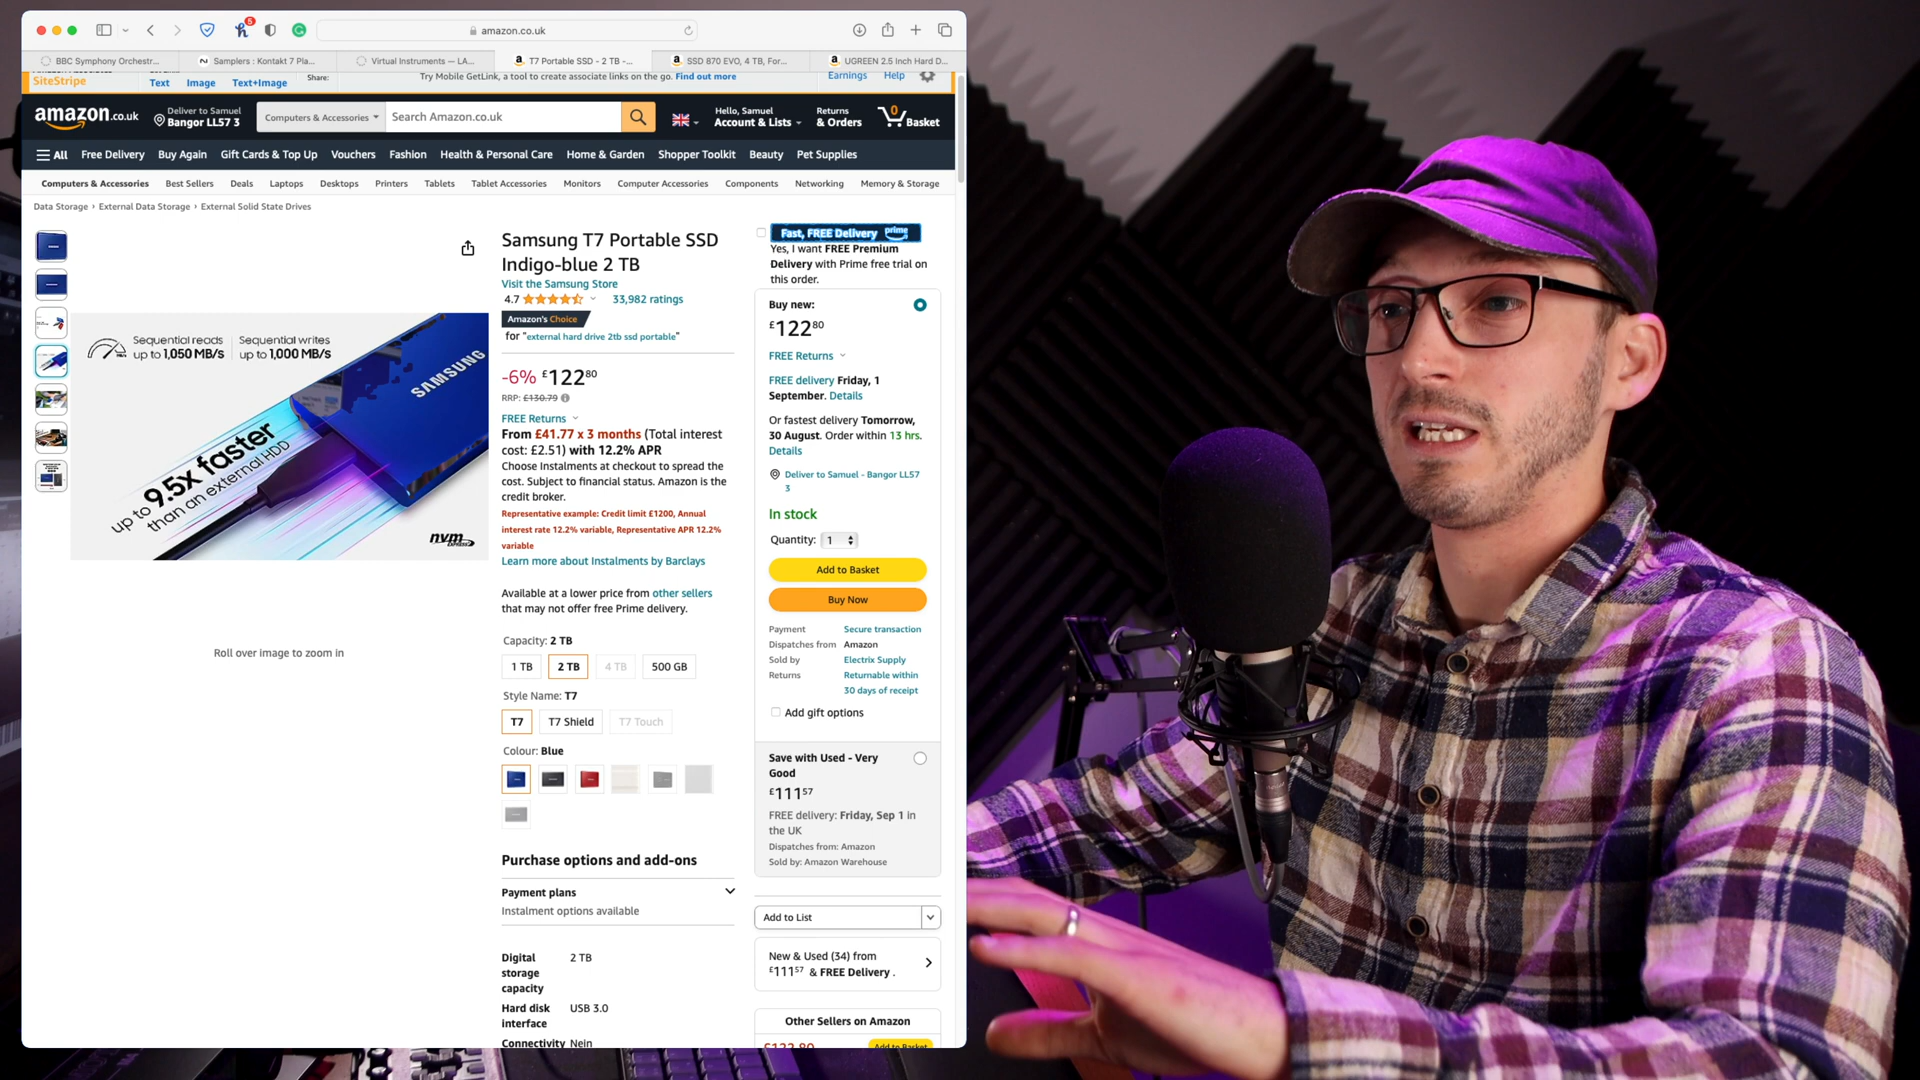 5
amazon.co.uk
BBC Symphony Orchestr...
Samplers : Kontakt 7 Pla...
Virtual Instruments — LA...
T7 Portable SSD - 2 TB -...
SSD 870 EVO, 4 TB, For...
UGREEN 2.5 Inch Hard D...
SiteStripe
Text
Image
Text+Image
Share:
Try Mobile GetLink, a tool to create associate links on the go. Find out more
Earnings
Help
amazon.co.uk
Deliver to Samuel
Bangor LL57 3
Computers & Accessories
Search Amazon.co.uk
Hello, Samuel
Account & Lists
Returns
& Orders
0
Basket
All
Free Delivery
Buy Again
Gift Cards & Top Up
Vouchers
Fashion
Health & Personal Care
Home & Garden
Shopper Toolkit
Beauty
Pet Supplies
Computers & Accessories
Best Sellers
Deals
Laptops
Desktops
Printers
Tablets
Tablet Accessories
Monitors
Computer Accessories
Components
Networking
Memory & Storage
Data Storage › External Data Storage › External Solid State Drives
Sequential reads
up to 1,050 MB/s
Sequential writes
up to 1,000 MB/s
SAMSUNG
up to 9.5x faster
than an external HDD
nvm
EXPRESS
Roll over image to zoom in
Samsung T7 Portable SSD
Indigo-blue 2 TB
Visit the Samsung Store
4.7
33,982 ratings
Amazon's Choice
for "external hard drive 2tb ssd portable"
-6% £122⁸⁰
RRP: £130.79
FREE Returns
From £41.77 x 3 months (Total interest
cost: £2.51) with 12.2% APR
Choose Instalments at checkout to spread the
cost. Subject to financial status. Amazon is the
credit broker.
Representative example: Credit limit £1200, Annual
interest rate 12.2% variable, Representative APR 12.2%
variable
Learn more about Instalments by Barclays
Available at a lower price from other sellers
that may not offer free Prime delivery.
Capacity: 2 TB
1 TB
2 TB
4 TB
500 GB
Style Name: T7
T7
T7 Shield
T7 Touch
Colour: Blue
Purchase options and add-ons
Payment plans
Instalment options available
Digital
storage
capacity
2 TB
Hard disk
interface
USB 3.0
Connectivity Nein
Fast, FREE Delivery prime
Yes, I want FREE Premium
Delivery with Prime free trial on
this order.
Buy new:
£122⁸⁰
FREE Returns
FREE delivery Friday, 1
September. Details
Or fastest delivery Tomorrow,
30 August. Order within 13 hrs.
Details
Deliver to Samuel - Bangor LL57
3
In stock
Quantity: 1
Add to Basket
Buy Now
Payment Secure transaction
Dispatches from Amazon
Sold by Electrix Supply
Returns Returnable within
30 days of receipt
Add gift options
Save with Used - Very
Good
£111⁵⁷
FREE delivery: Friday, Sep 1 in
the UK
Dispatches from: Amazon
Sold by: Amazon Warehouse
Add to List
New & Used (34) from
£111⁵⁷ & FREE Delivery .
Other Sellers on Amazon
£122.80
Add to Basket